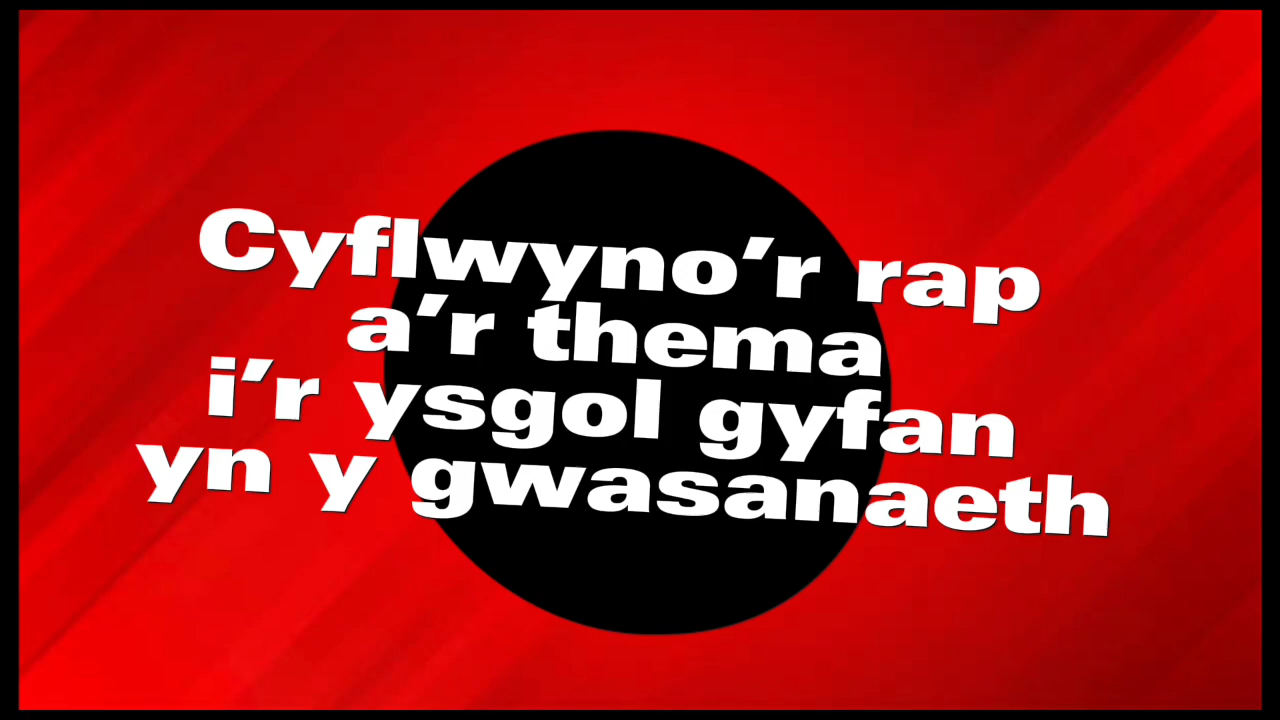 Cyflwyno’r rap
a’r thema
i’r ysgol gyfan
yn y gwasanaeth